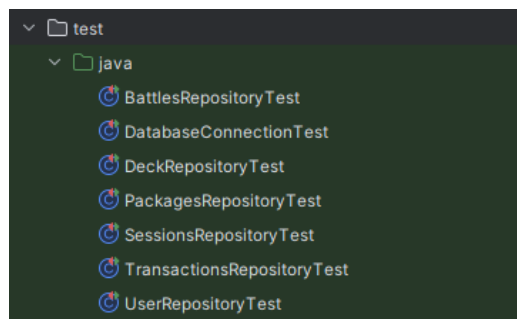 test
java
BattlesRepositoryTest
DatabaseConnectionTest
DeckRepositoryTest
PackagesRepositoryTest
SessionsRepositoryTest
TransactionsRepositoryTest
UserRepositoryTest